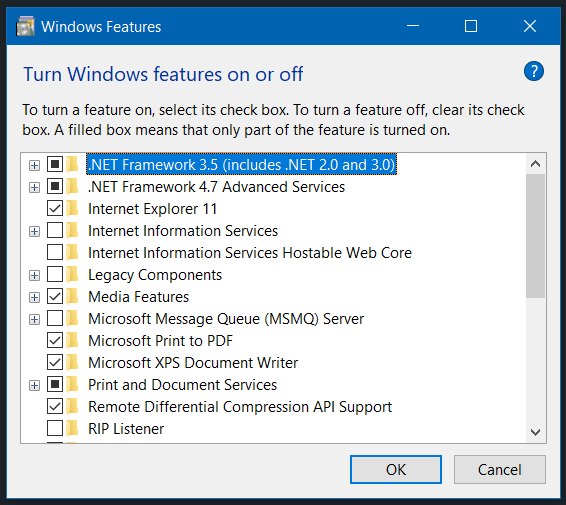 Windows Features
Turn Windows features on or off
?
To turn a feature on, select its check box. To turn a feature off, clear its check
box. A filled box means that only part of the feature is turned on.
.NET Framework 3.5 (includes .NET 2.0 and 3.0)
.NET Framework 4.7 Advanced Services
Internet Explorer 11
Internet Information Services
Internet Information Services Hostable Web Core
Legacy Components
Media Features
Microsoft Message Queue (MSMQ) Server
Microsoft Print to PDF
Microsoft XPS Document Writer
Print and Document Services
Remote Differential Compression API Support
RIP Listener
OK
Cancel